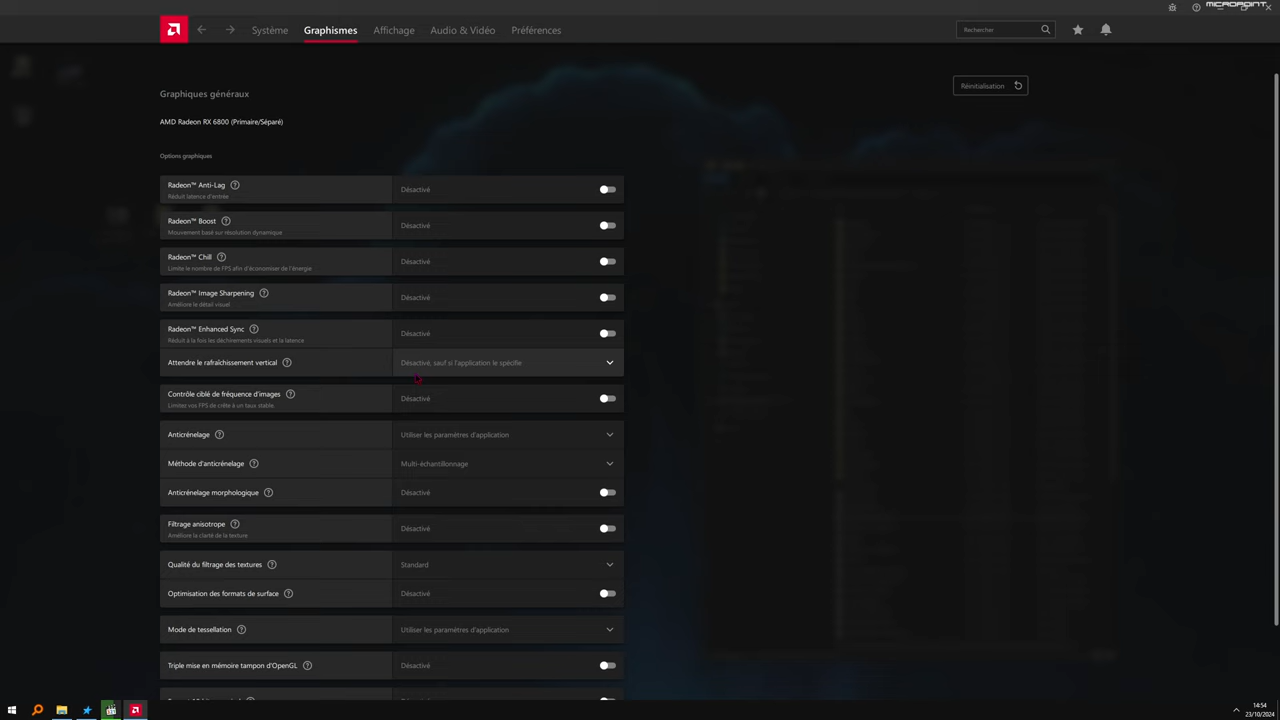 MICROPOINT
Système Graphismes Affichage Audio & Vidéo Préférences Rechercher
Graphiques généraux Réinitialisation
AMD Radeon RX 6800 (Primaire/Séparé)
Options graphiques
Radeon™ Anti-Lag Désactivé
Réduit latence d'entrée
Radeon™ Boost Désactivé
Mouvement basé sur résolution dynamique
Radeon™ Chill Désactivé
Limite le nombre de FPS afin d'économiser de l'énergie
Radeon™ Image Sharpening Désactivé
Améliore le détail visuel
Radeon™ Enhanced Sync Désactivé
Réduit à la fois les déchirements visuels et la latence
Attendre le rafraîchissement vertical Désactivé, sauf si l'application le spécifie
Contrôle ciblé de fréquence d'images Désactivé
Limitez vos FPS de crête à un taux stable.
Anticrénelage Utiliser les paramètres d'application
Méthode d'anticrénelage Multi-échantillonnage
Anticrénelage morphologique Désactivé
Filtrage anisotrope Désactivé
Améliore la clarté de la texture
Qualité du filtrage des textures Standard
Optimisation des formats de surface Désactivé
Mode de tessellation Utiliser les paramètres d'application
Triple mise en mémoire tampon d'OpenGL Désactivé
14:54
23/10/2024